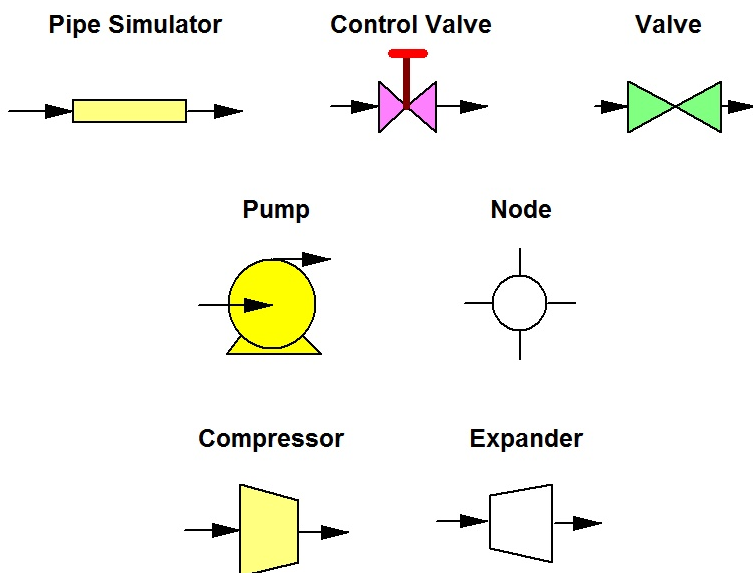 Pipe Simulator
Control Valve
Valve
Pump
Node
Compressor
Expander